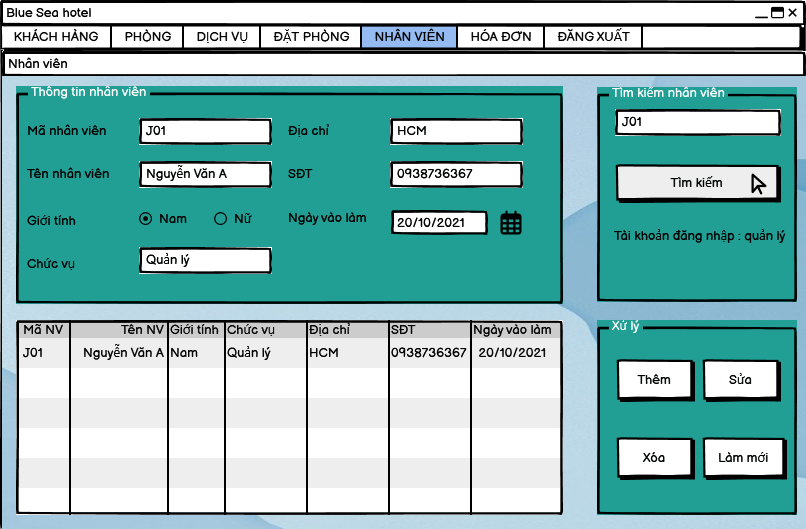 Blue Sea hotel
KHÁCH HÀNG PHÒNG DỊCH VỤ ĐẶT PHÒNG NHÂN VIÊN HÓA ĐƠN ĐĂNG XUẤT
Nhân viên
Thông tin nhân viên
Mã nhân viên J01 Địa chỉ HCM
Tên nhân viên Nguyễn Văn A SĐT 0938736367
Giới tính Nam Nữ Ngày vào làm 20/10/2021
Chức vụ Quản lý
Tìm kiếm nhân viên
J01
Tìm kiếm
Tài khoản đăng nhập : quản lý
Mã NV Tên NV Giới tính Chức vụ Địa chỉ SĐT Ngày vào làm
J01 Nguyễn Văn A Nam Quản lý HCM 0938736367 20/10/2021
Xử lý
Thêm Sửa
Xóa Làm mới